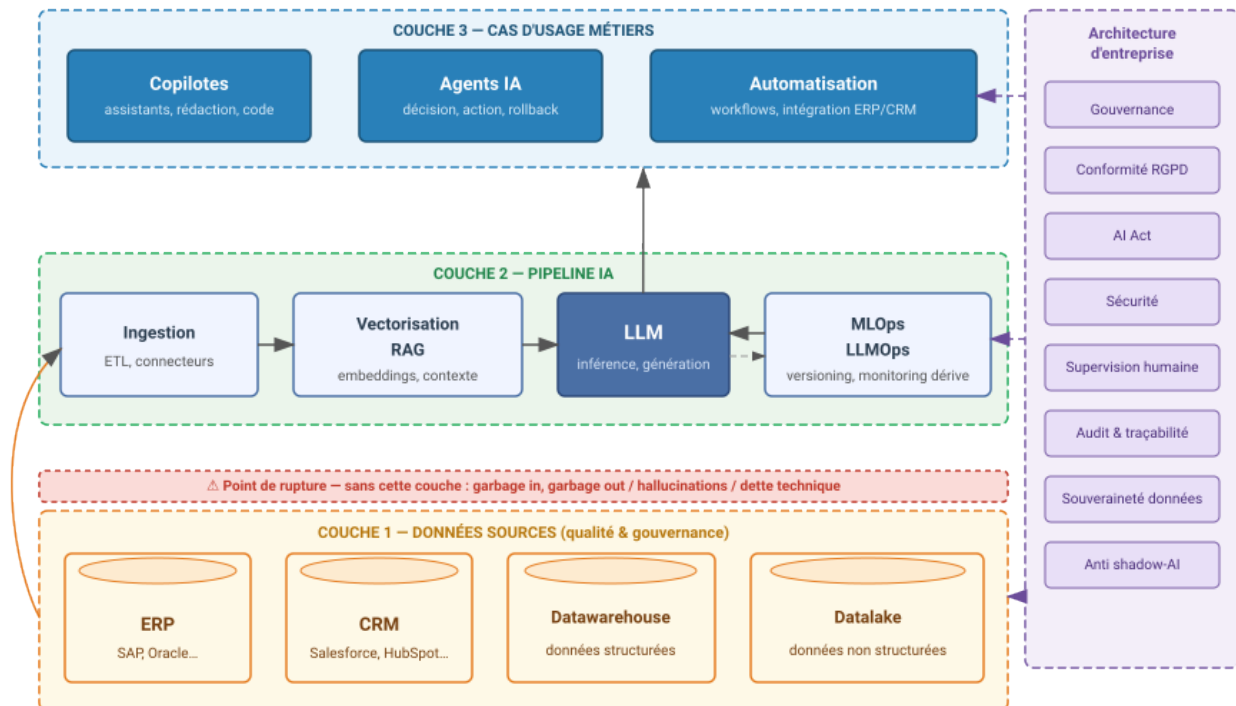 COUCHE 3 — CAS D'USAGE MÉTIERS
Copilotes
assistants, rédaction, code
Agents IA
décision, action, rollback
Automatisation
workflows, intégration ERP/CRM
COUCHE 2 — PIPELINE IA
Ingestion
ETL, connecteurs
Vectorisation
RAG
embeddings, contexte
LLM
inférence, génération
MLOps
LLMOps
versioning, monitoring dérive
⚠ Point de rupture — sans cette couche : garbage in, garbage out / hallucinations / dette technique
COUCHE 1 — DONNÉES SOURCES (qualité & gouvernance)
ERP
SAP, Oracle…
CRM
Salesforce, HubSpot…
Datawarehouse
données structurées
Datalake
données non structurées
Architecture
d'entreprise
Gouvernance
Conformité RGPD
AI Act
Sécurité
Supervision humaine
Audit & traçabilité
Souveraineté données
Anti shadow-AI